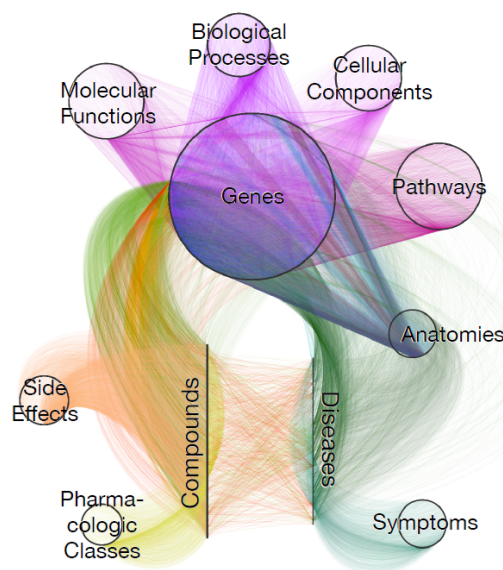 Biological
Processes
Cellular
Components
Molecular
Functions
Genes
Pathways
Anatomies
Side
Effects
Compounds
Diseases
Pharma-
cologic
Classes
Symptoms